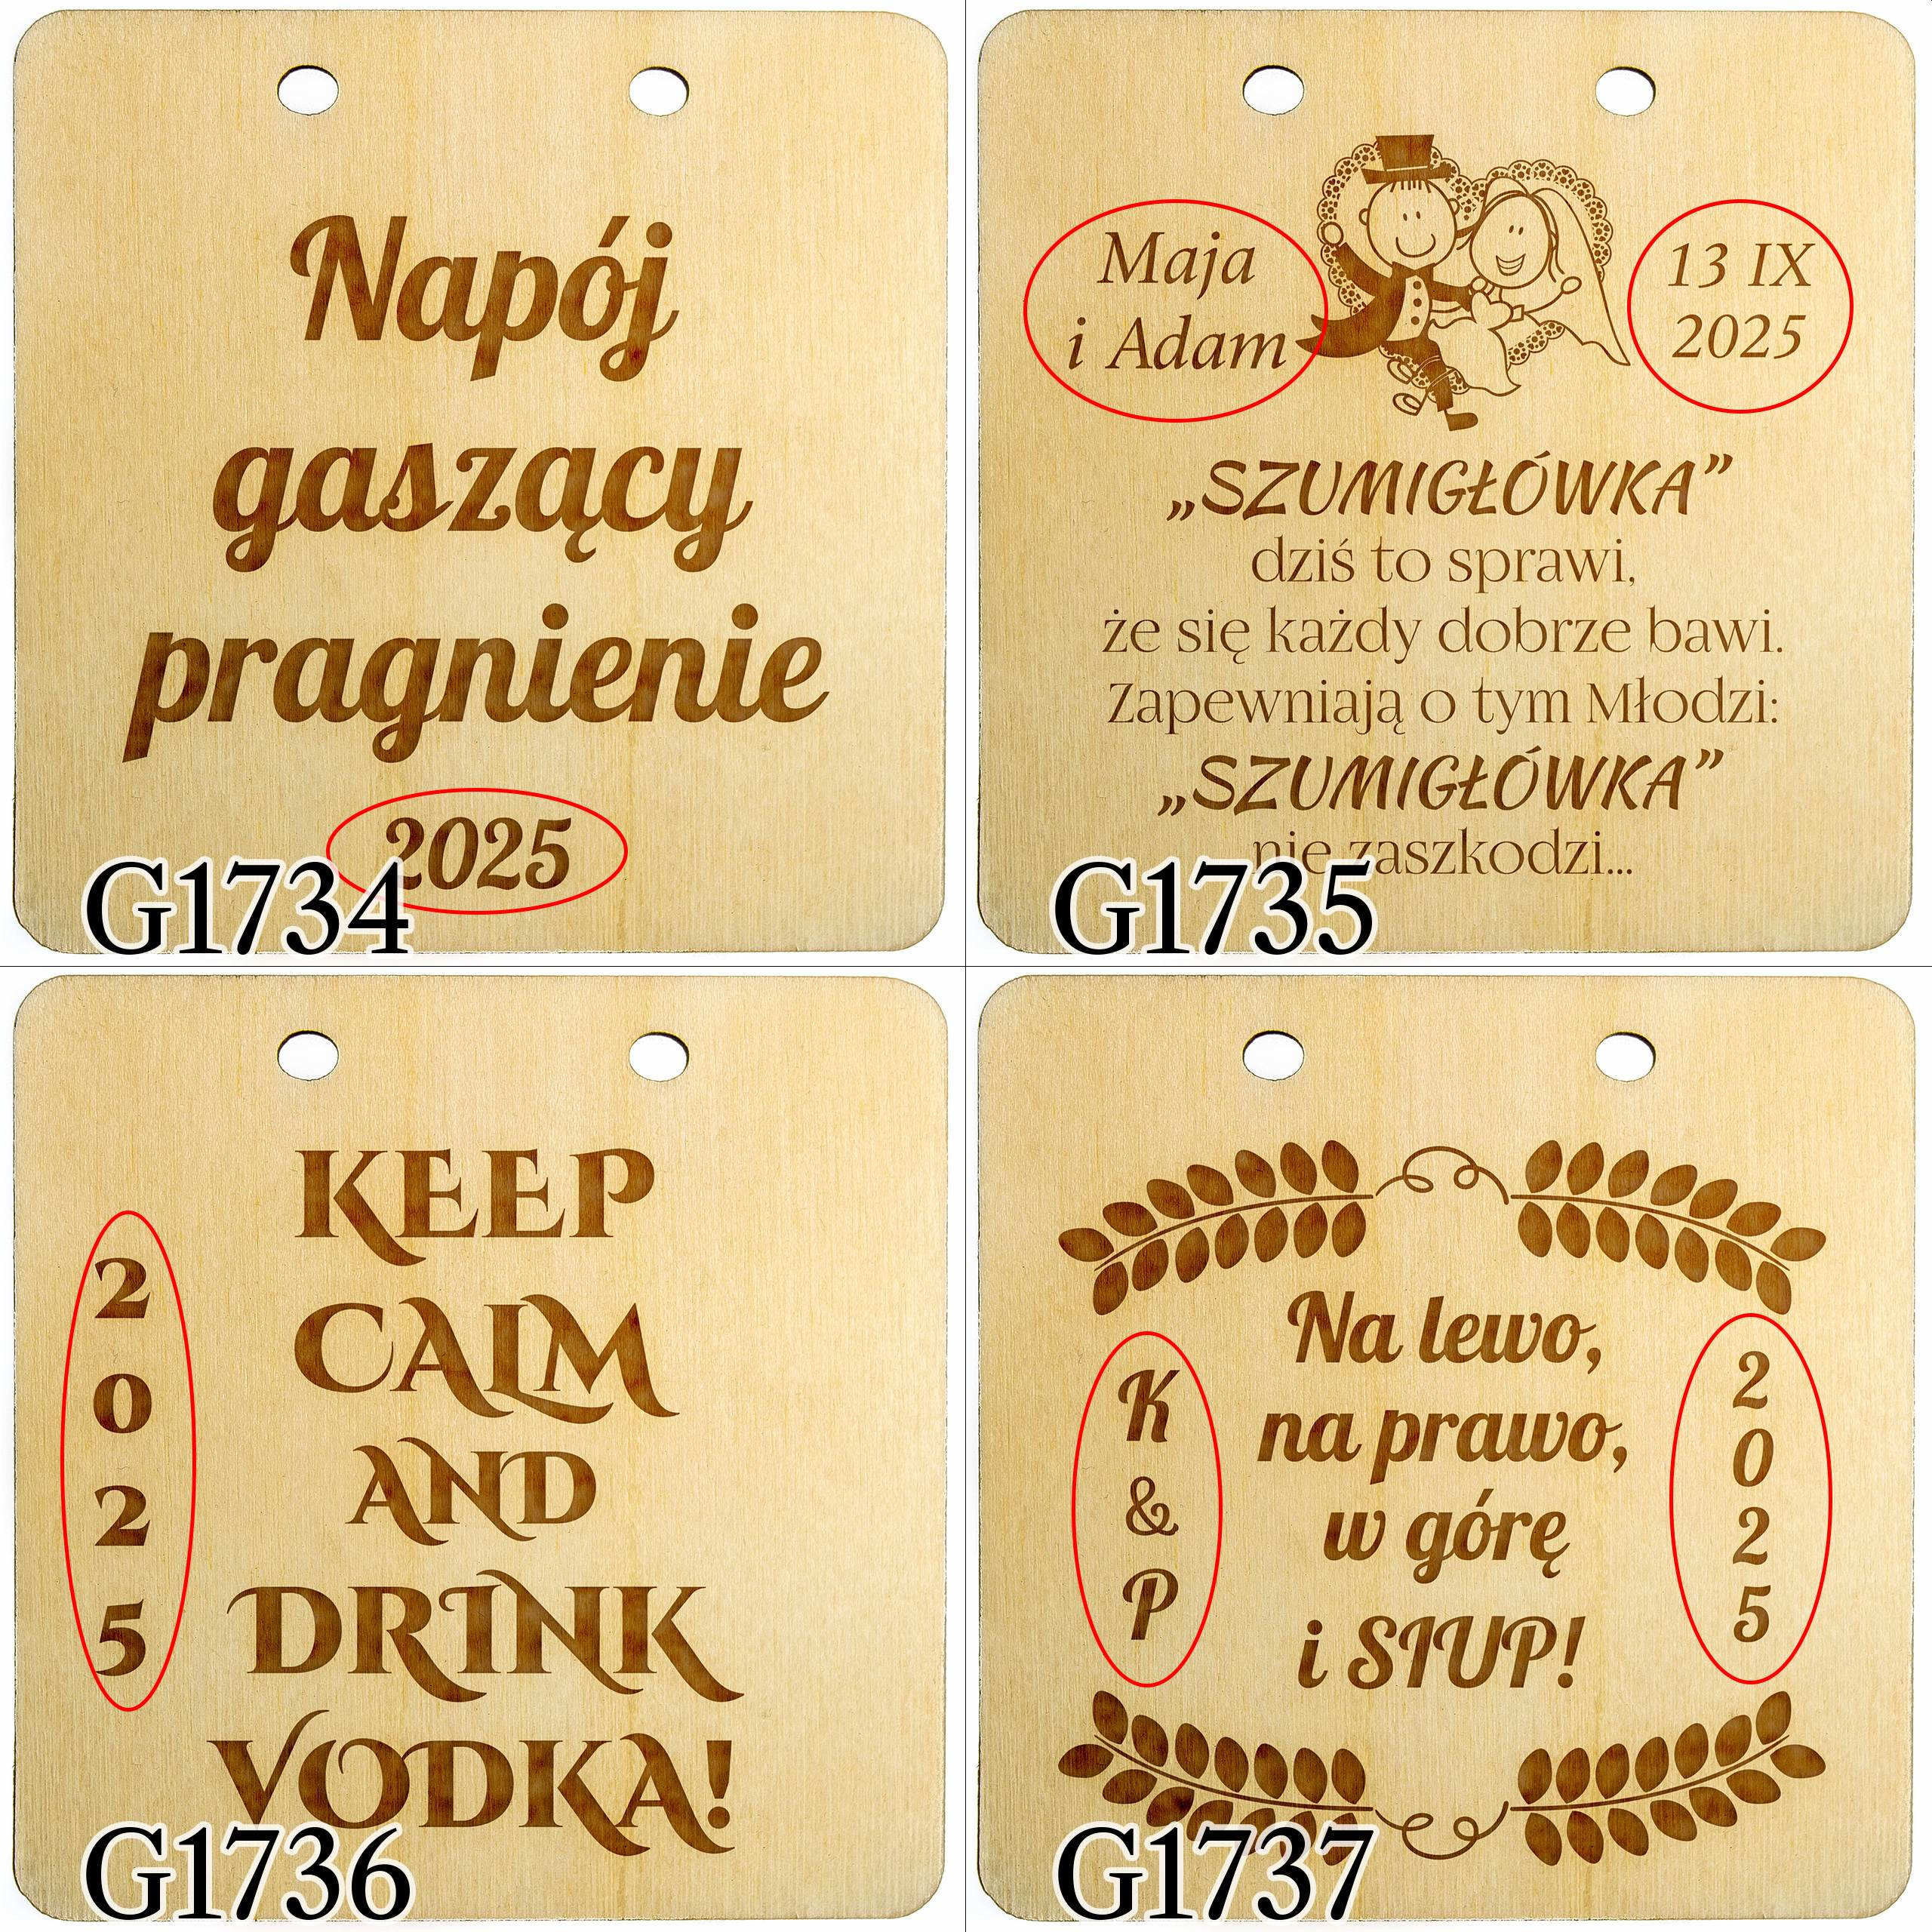 Napój
gaszący
pragnienie
2025
G1734
Maja
i Adam
13 IX
2025
„SZUMIGŁÓWKA”
dziś to sprawi,
że się każdy dobrze bawi.
Zapewniają o tym Młodzi:
„SZUMIGŁÓWKA”
nie zaszkodzi...
G1735
2
0
2
5
KEEP
CALM
AND
DRINK
VODKA!
G1736
K
&
P
Na lewo,
na prawo,
w górę
i SIUP!
2
0
2
5
G1737